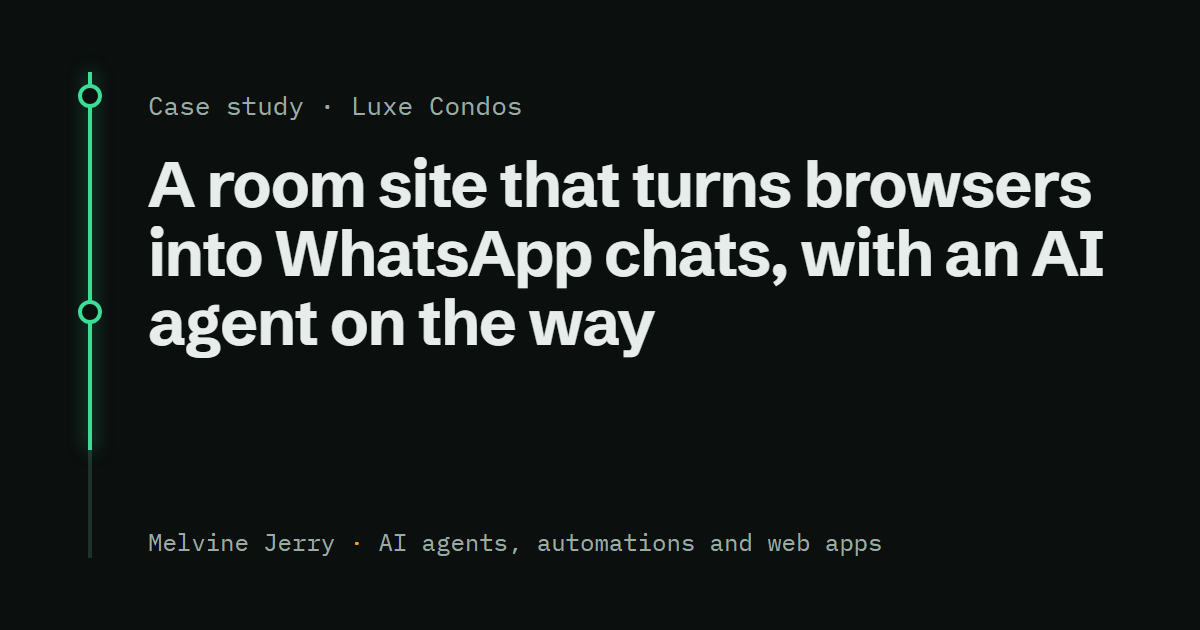 Case study · Luxe Condos
A room site that turns browsers
into WhatsApp chats, with an AI
agent on the way
Melvine Jerry · AI agents, automations and web apps